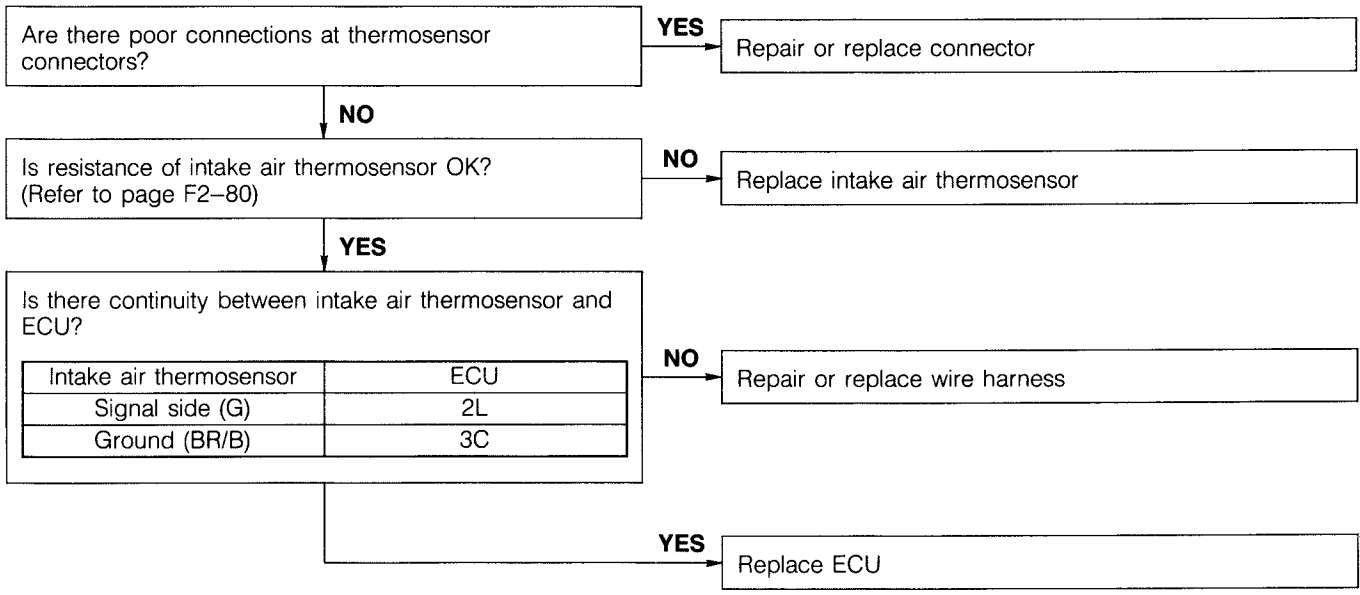 Are there poor connections at thermosensor
connectors?
YES
Repair or replace connector
NO
Is resistance of intake air thermosensor OK?
(Refer to page F2–80)
NO
Replace intake air thermosensor
YES
Is there continuity between intake air thermosensor and
ECU?
Intake air thermosensor ECU
Signal side (G) 2L
Ground (BR/B) 3C
NO
Repair or replace wire harness
YES
Replace ECU